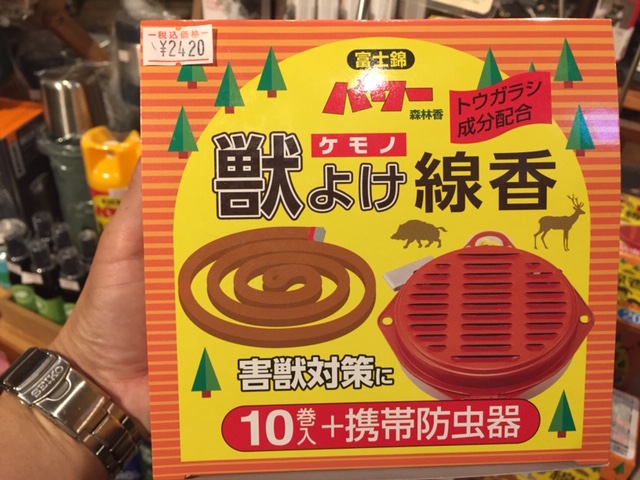 税込価格
¥2420
富士錦
パワー
森林香
トウガラシ
成分配合
ケモノ
獣よけ線香
害獣対策に
10巻入+携帯防虫器
SEIKO